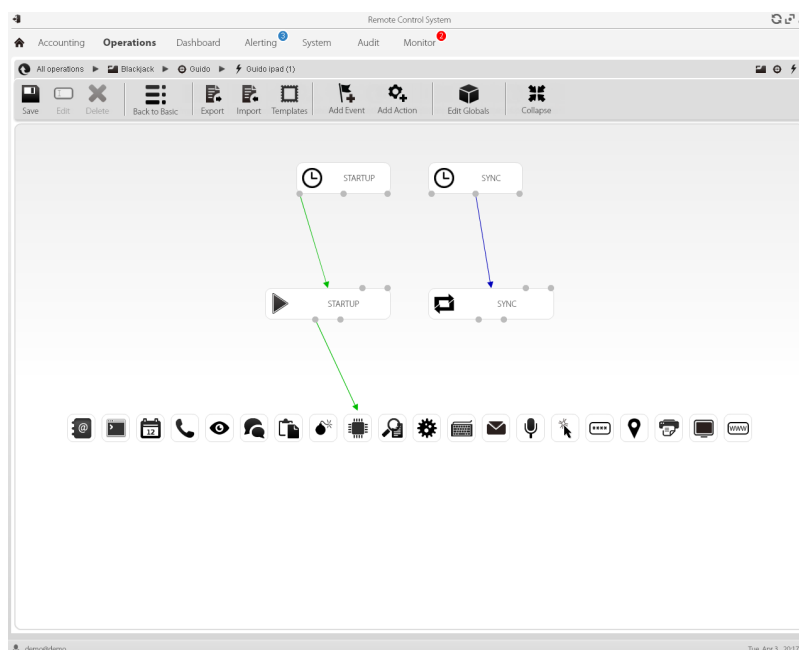 Remote Control System
Accounting Operations Dashboard Alerting 3 System Audit Monitor 2
All operations Blackjack Guido Guido ipad (1)
Save Edit Delete Back to Basic Export Import Templates Add Event Add Action Edit Globals Collapse
STARTUP SYNC
STARTUP SYNC
@ 12 **** WWW